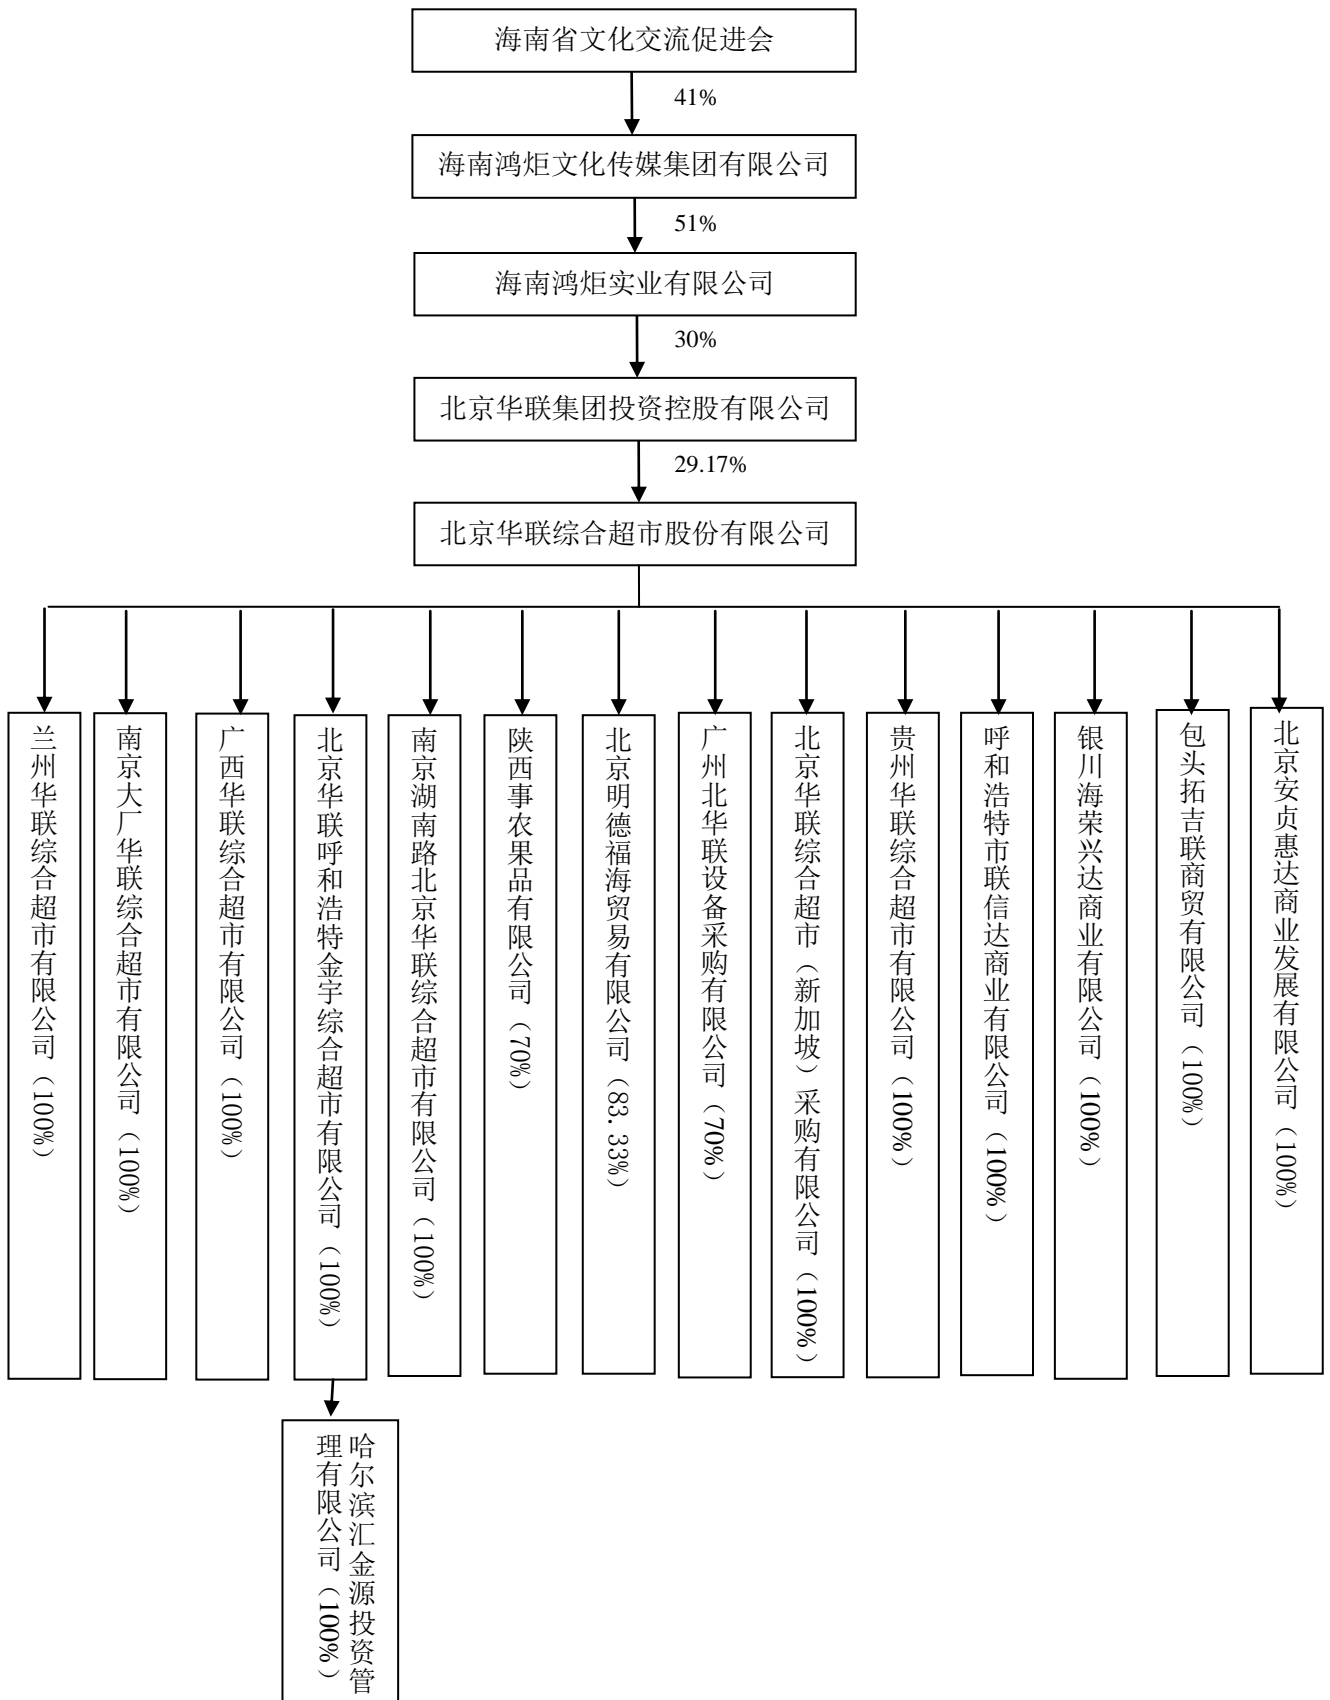 海南省文化交流促进会
41%
海南鸿炬文化传媒集团有限公司
51%
海南鸿炬实业有限公司
30%
北京华联集团投资控股有限公司
29.17%
北京华联综合超市股份有限公司
兰州华联综合超市有限公司（100%）
南京大厂华联综合超市有限公司（100%）
广西华联综合超市有限公司（100%）
北京华联呼和浩特金宇综合超市有限公司（100%）
南京湖南路北京华联综合超市有限公司（100%）
陕西事农果品有限公司（70%）
北京明德福海贸易有限公司（83.33%）
广州北华联设备采购有限公司（70%）
北京华联综合超市（新加坡）采购有限公司（100%）
贵州华联综合超市有限公司（100%）
呼和浩特市联信达商业有限公司（100%）
银川海荣兴达商业有限公司（100%）
包头拓吉联商贸有限公司（100%）
北京安贞惠达商业发展有限公司（100%）
哈尔滨汇金源投资管
理有限公司（100%）